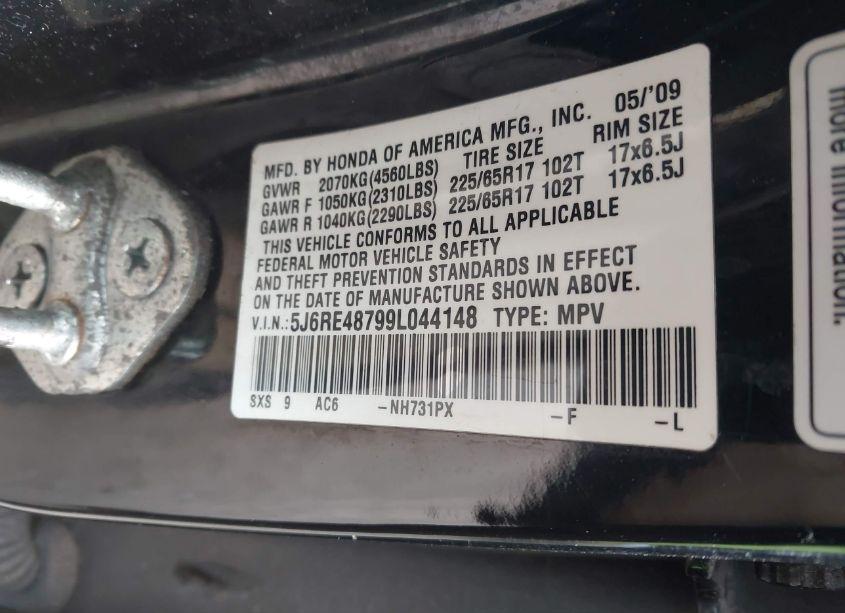 MFD. BY HONDA OF AMERICA MFG., INC. 05/'09
GVWR 2070KG(4560LBS) TIRE SIZE RIM SIZE
GAWR F 1050KG(2310LBS) 225/65R17 102T 17x6.5J
GAWR R 1040KG(2290LBS) 225/65R17 102T 17x6.5J
THIS VEHICLE CONFORMS TO ALL APPLICABLE
FEDERAL MOTOR VEHICLE SAFETY
AND THEFT PREVENTION STANDARDS IN EFFECT
ON THE DATE OF MANUFACTURE SHOWN ABOVE.
V.I.N.:5J6RE48799L044148 TYPE: MPV
SXS 9 AC6 -NH731PX -F -L
more information.